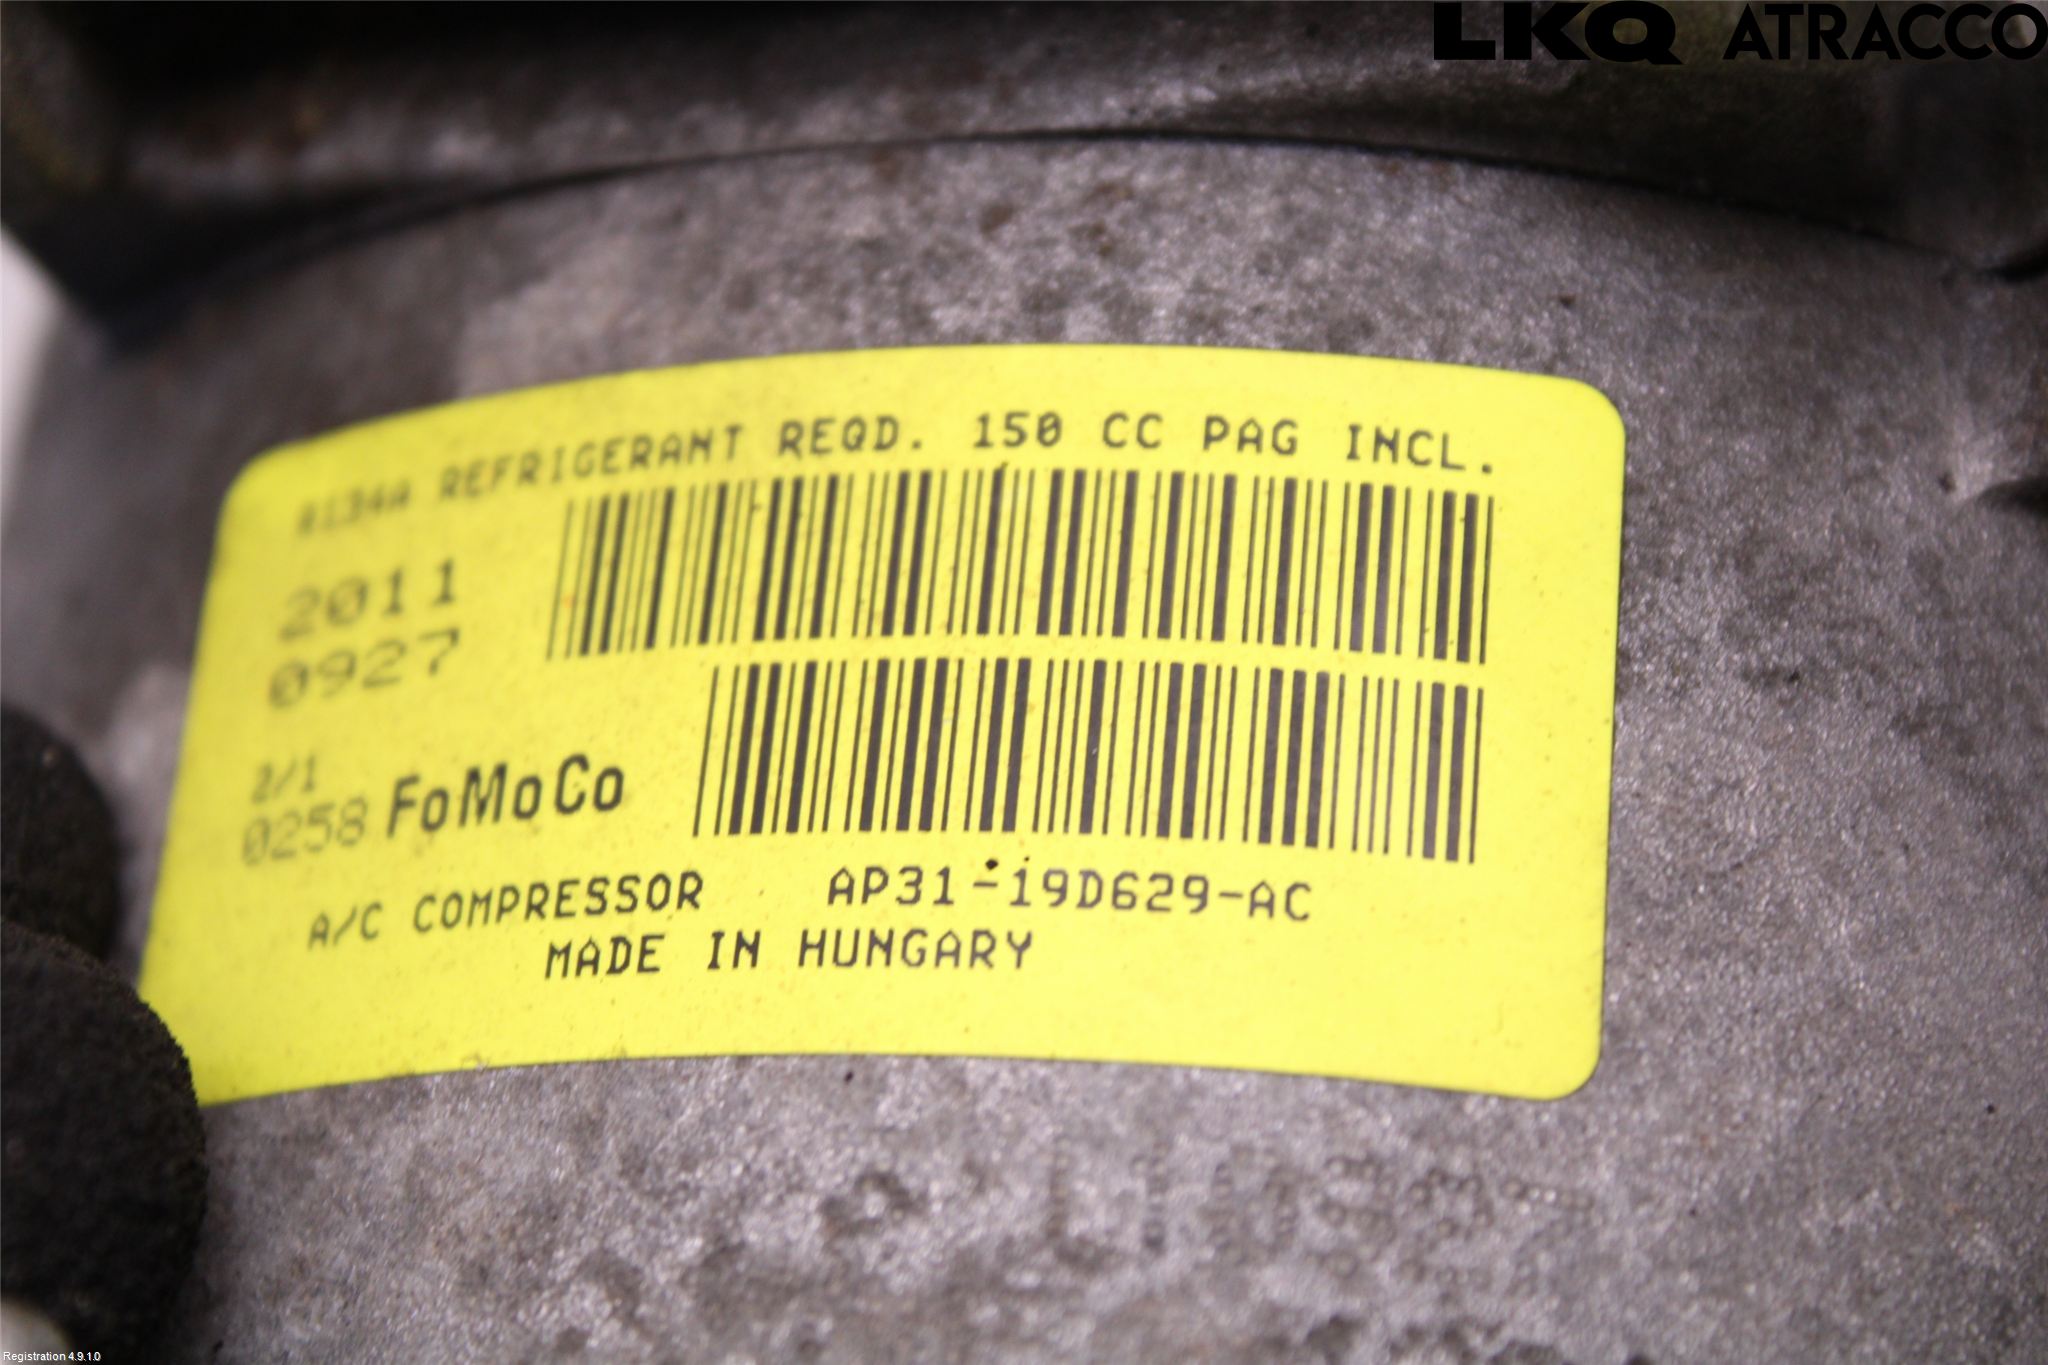 LKQ ATRACCO
R134A REFRIGERANT REQD. 150 CC PAG INCL.
2011
0927
2/1
0258 FoMoCo
A/C COMPRESSOR AP31-19D629-AC
MADE IN HUNGARY
Registration 4.9.1.0